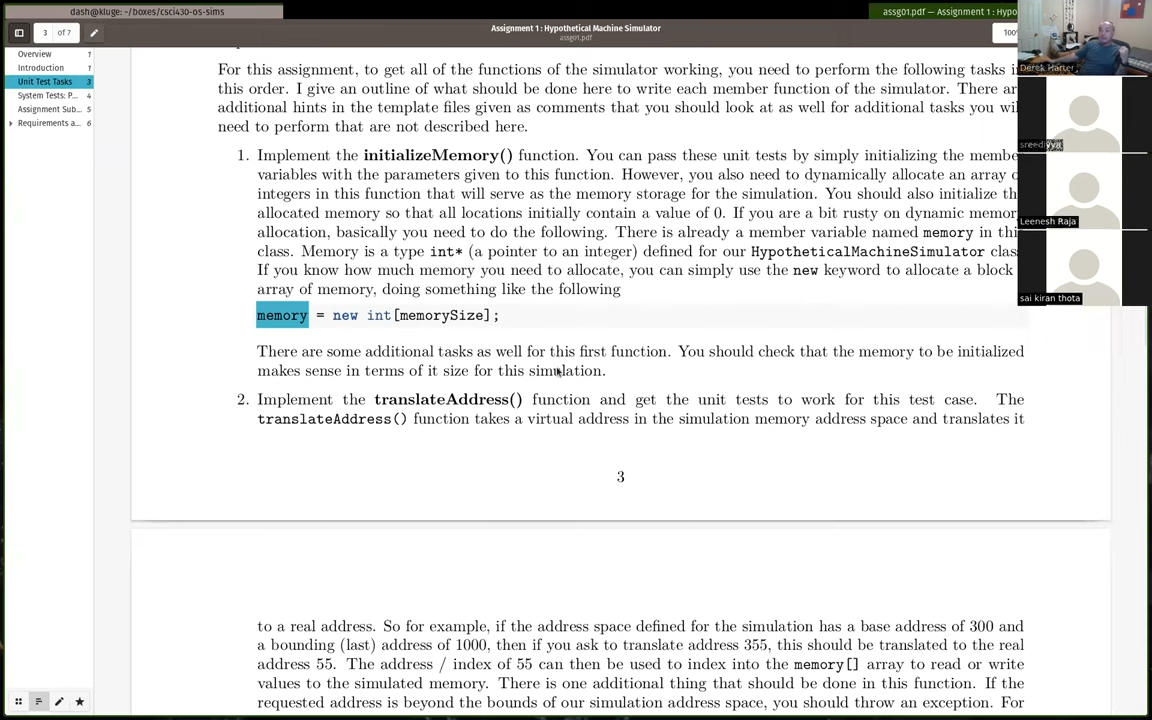 dash@kluge: ~/boxes/csci430-os-sims
assg01.pdf — Assignment 1 : Hypo
3 of 7
Assignment 1 : Hypothetical Machine Simulator
assg01.pdf
100%
Overview 1
Introduction 1
Unit Test Tasks 3
System Tests: P... 4
Assignment Sub... 5
Requirements a... 6
For this assignment, to get all of the functions of the simulator working, you need to perform the following tasks
this order. I give an outline of what should be done here to write each member function of the simulator. There
additional hints in the template files given as comments that you should look at as well for additional tasks you
need to perform that are not described here.
1. Implement the initializeMemory() function. You can pass these unit tests by simply initializing the membe
variables with the parameters given to this function. However, you also need to dynamically allocate an array
integers in this function that will serve as the memory storage for the simulation. You should also initialize th
allocated memory so that all locations initially contain a value of 0. If you are a bit rusty on dynamic memor
allocation, basically you need to do the following. There is already a member variable named memory in thi
class. Memory is a type int* (a pointer to an integer) defined for our HypotheticalMachineSimulator clas
If you know how much memory you need to allocate, you can simply use the new keyword to allocate a block
array of memory, doing something like the following
memory = new int[memorySize];
There are some additional tasks as well for this first function. You should check that the memory to be initialized
makes sense in terms of it size for this simulation.
2. Implement the translateAddress() function and get the unit tests to work for this test case. The
translateAddress() function takes a virtual address in the simulation memory address space and translates it
3
to a real address. So for example, if the address space defined for the simulation has a base address of 300 and
a bounding (last) address of 1000, then if you ask to translate address 355, this should be translated to the real
address 55. The address / index of 55 can then be used to index into the memory[] array to read or write
values to the simulated memory. There is one additional thing that should be done in this function. If the
requested address is beyond the bounds of our simulation address space, you should throw an exception. For
Derek Harter
Leenesh Raja
sai kiran thota